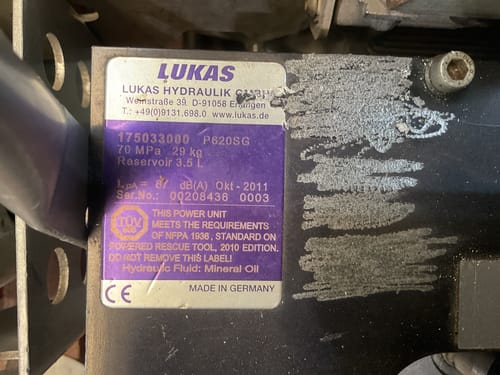 LUKAS
LUKAS HYDRAULIK GMBH
Weinstraße 39 D-91058 Erlangen
T.: +49(0)9131.698.0 www.lukas.de
175033000 P620SG
70 MPa 29 kg
Reservoir 3.5 L
LPA = 87 dB(A) Okt - 2011
Ser.No.: 00208436 0003
TÜV
THIS POWER UNIT
MEETS THE REQUIREMENTS
OF NFPA 1936, STANDARD ON
POWERED RESCUE TOOL, 2010 EDITION.
DO NOT REMOVE THIS LABEL!
Hydraulic Fluid: Mineral Oil
CE MADE IN GERMANY